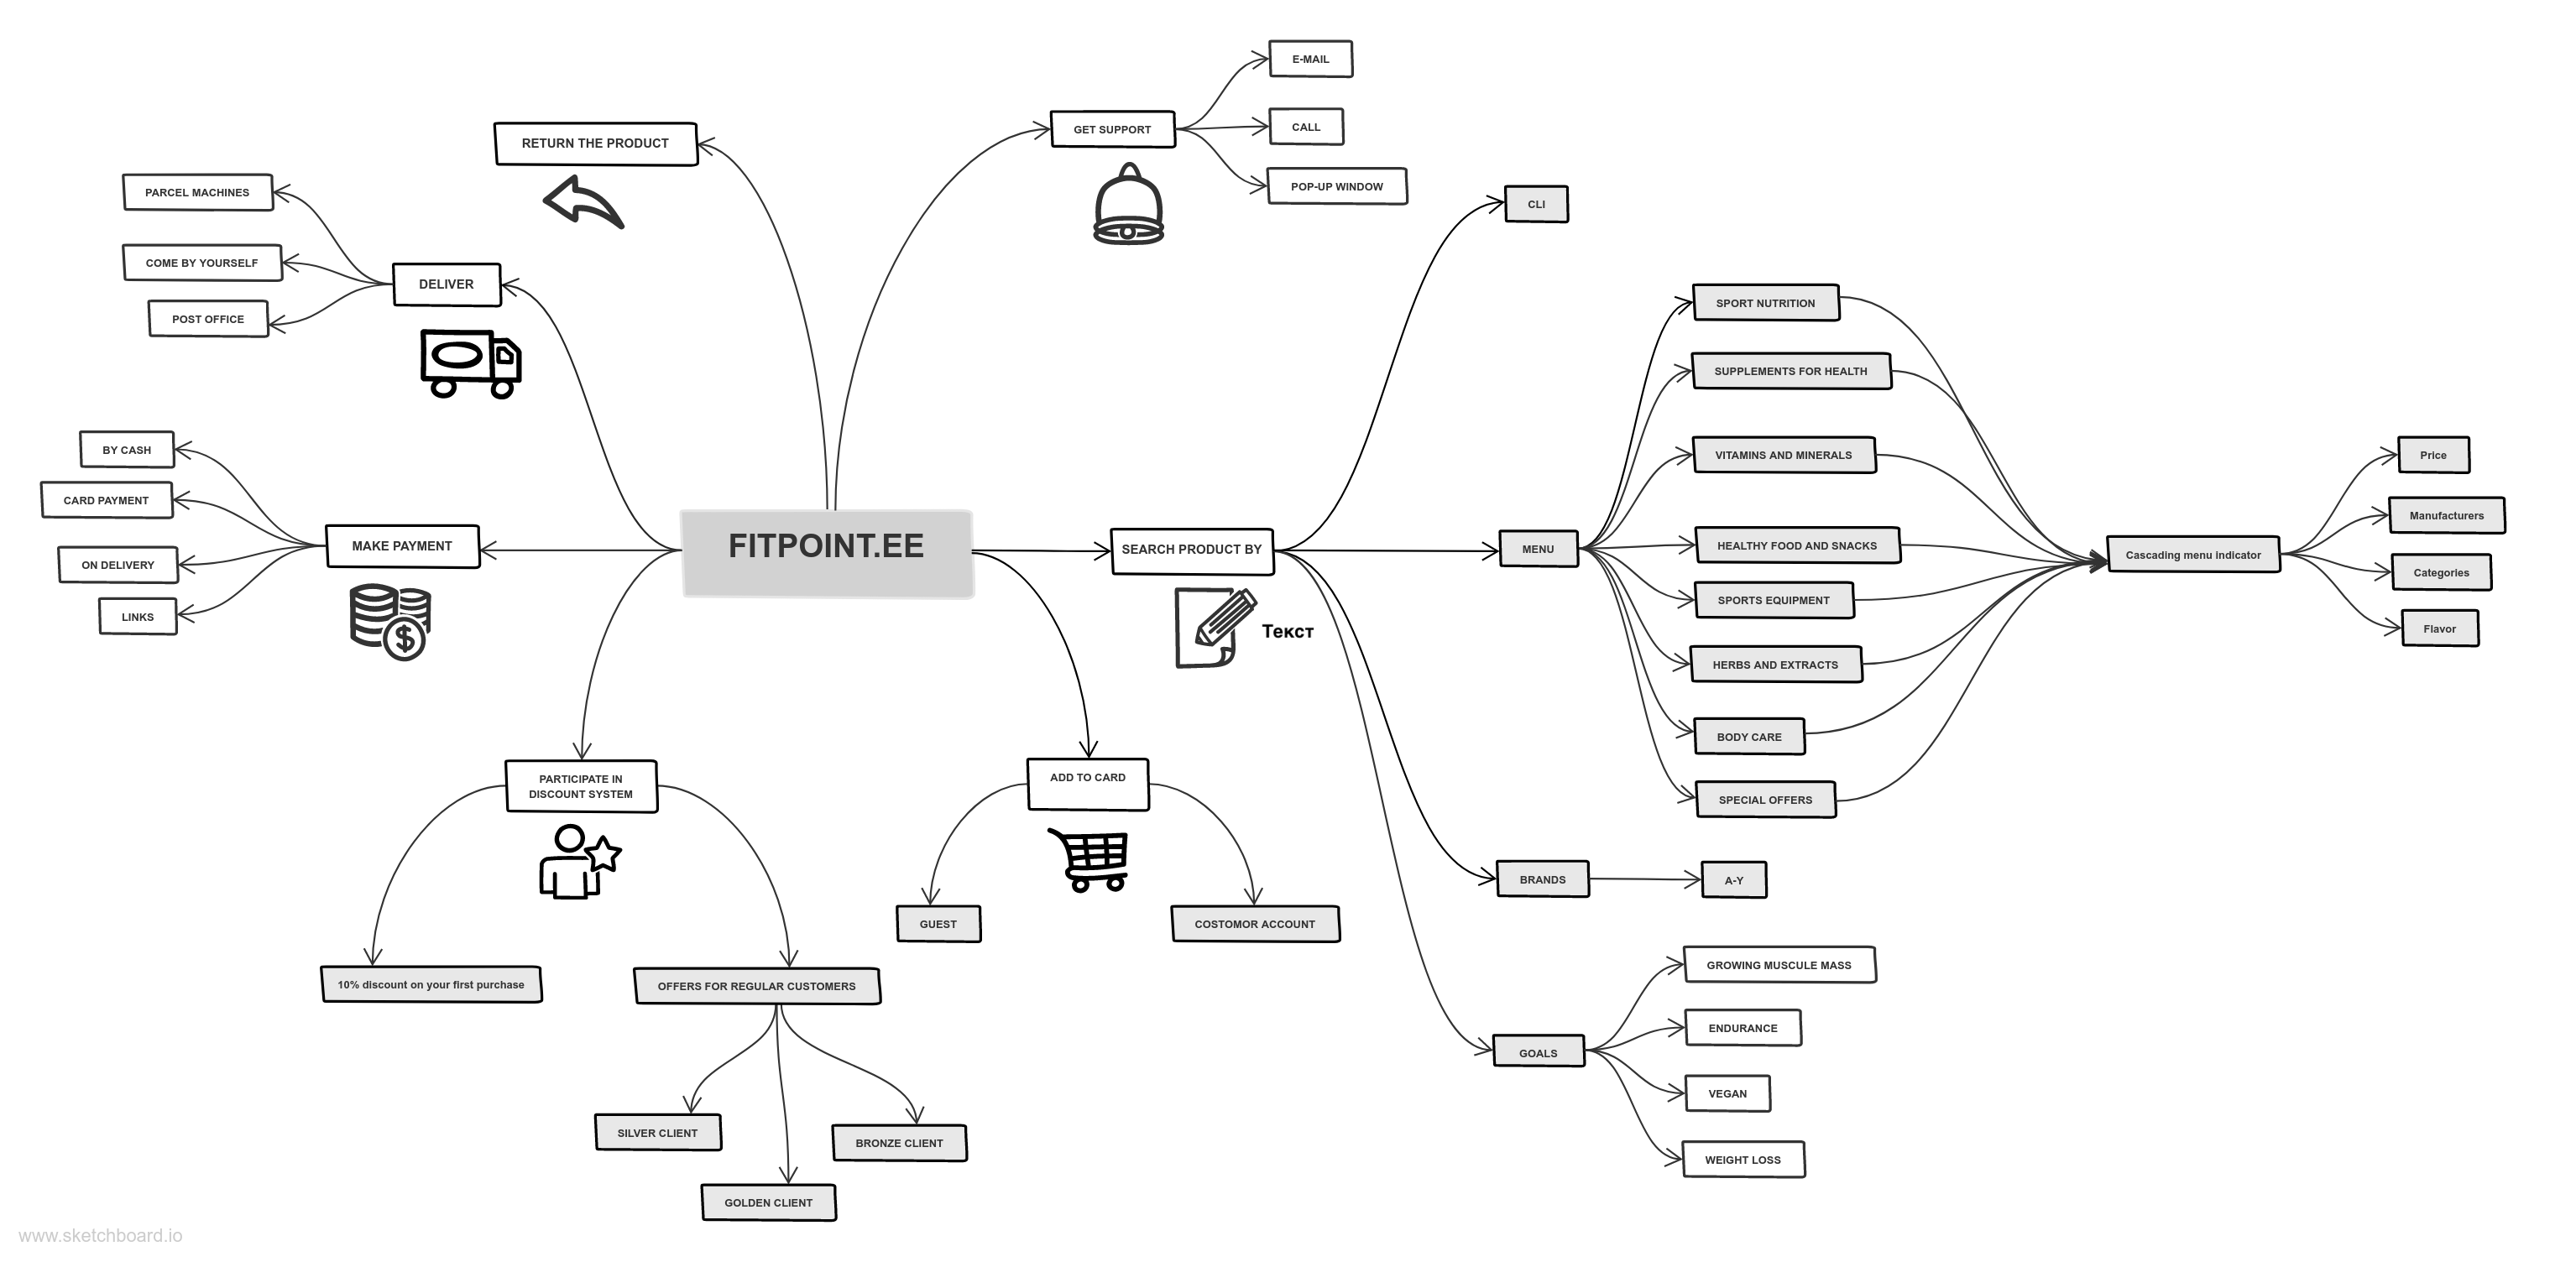 E-MAIL
RETURN THE PRODUCT
GET SUPPORT
CALL
PARCEL MACHINES
POP-UP WINDOW
CLI
COME BY YOURSELF
DELIVER
POST OFFICE
SPORT NUTRITION
SUPPLEMENTS FOR HEALTH
BY CASH
VITAMINS AND MINERALS
Price
CARD PAYMENT
MAKE PAYMENT
FITPOINT.EE
SEARCH PRODUCT BY
MENU
HEALTHY FOOD AND SNACKS
Cascading menu indicator
Manufacturers
ON DELIVERY
Categories
LINKS
Текст
SPORTS EQUIPMENT
Flavor
HERBS AND EXTRACTS
BODY CARE
PARTICIPATE IN
DISCOUNT SYSTEM
ADD TO CARD
SPECIAL OFFERS
BRANDS
A-Y
GUEST
COSTOMOR ACCOUNT
10% discount on your first purchase
OFFERS FOR REGULAR CUSTOMERS
GROWING MUSCULE MASS
ENDURANCE
GOALS
VEGAN
SILVER CLIENT
BRONZE CLIENT
WEIGHT LOSS
GOLDEN CLIENT
www.sketchboard.io